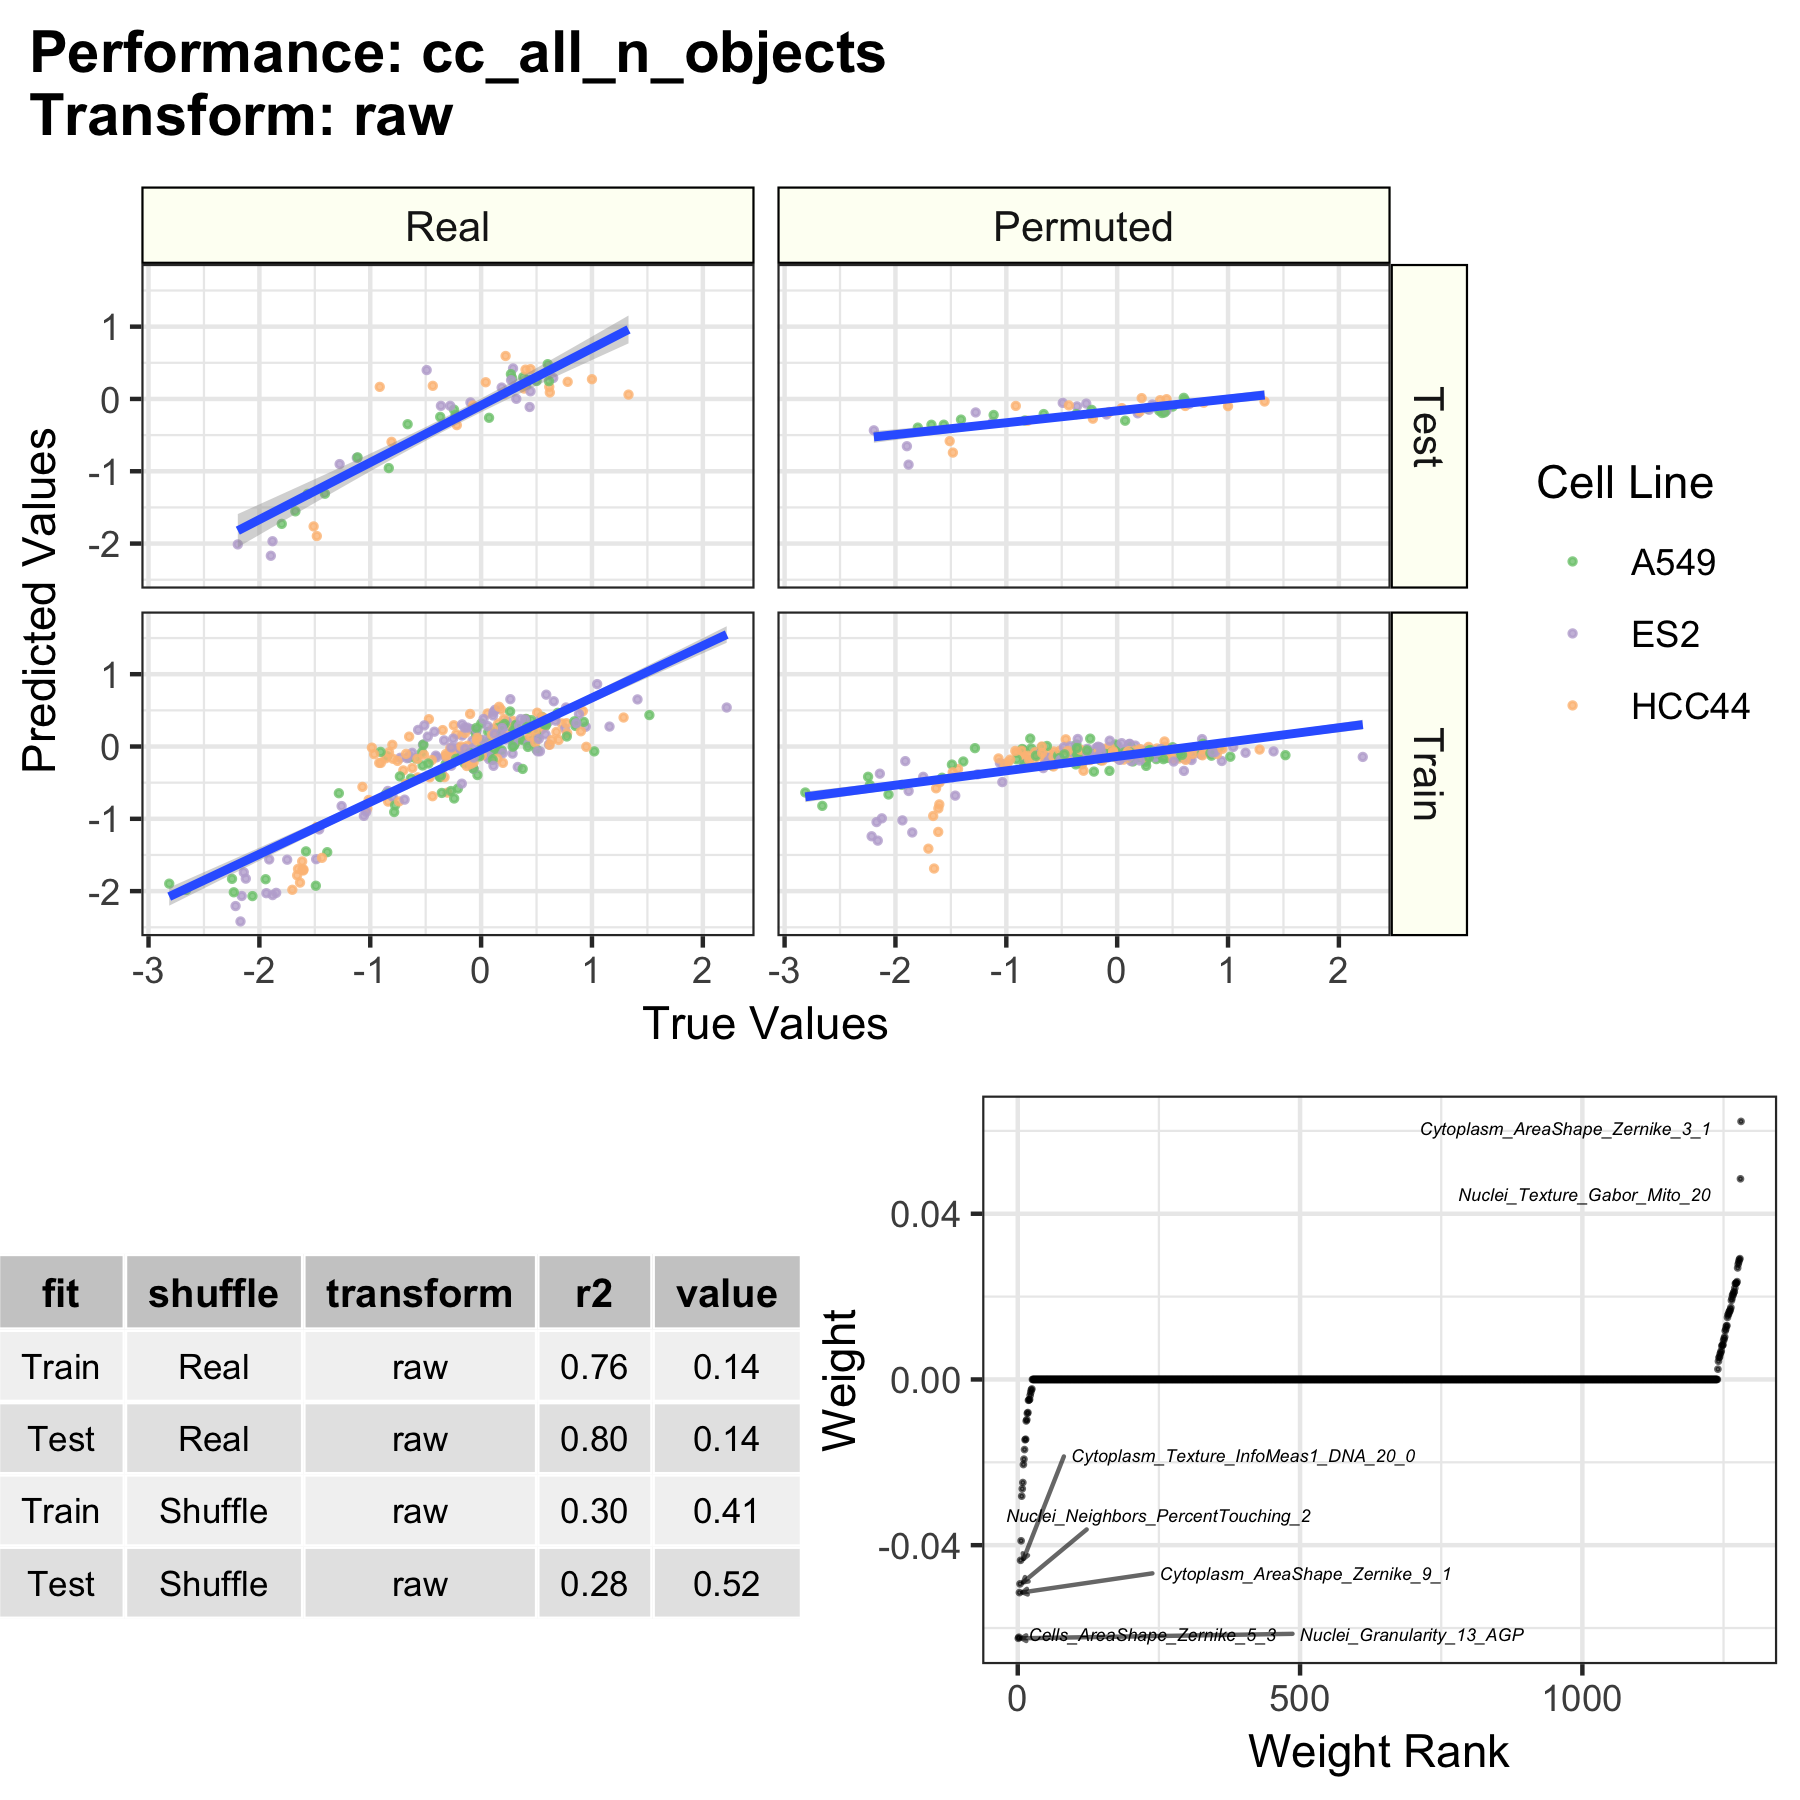 Performance: cc_all_n_objects
Transform: raw
Real
Permuted
1
0
-1
-2
Test
1
0
-1
-2
Train
-3
-2
-1
0
1
2
-3
-2
-1
0
1
2
Predicted Values
True Values
Cell Line
A549
ES2
HCC44
fit shuffle transform r2 value
Train Real raw 0.76 0.14
Test Real raw 0.80 0.14
Train Shuffle raw 0.30 0.41
Test Shuffle raw 0.28 0.52
Weight
0.04
0.00
-0.04
Cytoplasm_AreaShape_Zernike_3_1
Nuclei_Texture_Gabor_Mito_20
Cytoplasm_Texture_InfoMeas1_DNA_20_0
Nuclei_Neighbors_PercentTouching_2
Cytoplasm_AreaShape_Zernike_9_1
Cells_AreaShape_Zernike_5_3
Nuclei_Granularity_13_AGP
0
500
1000
Weight Rank